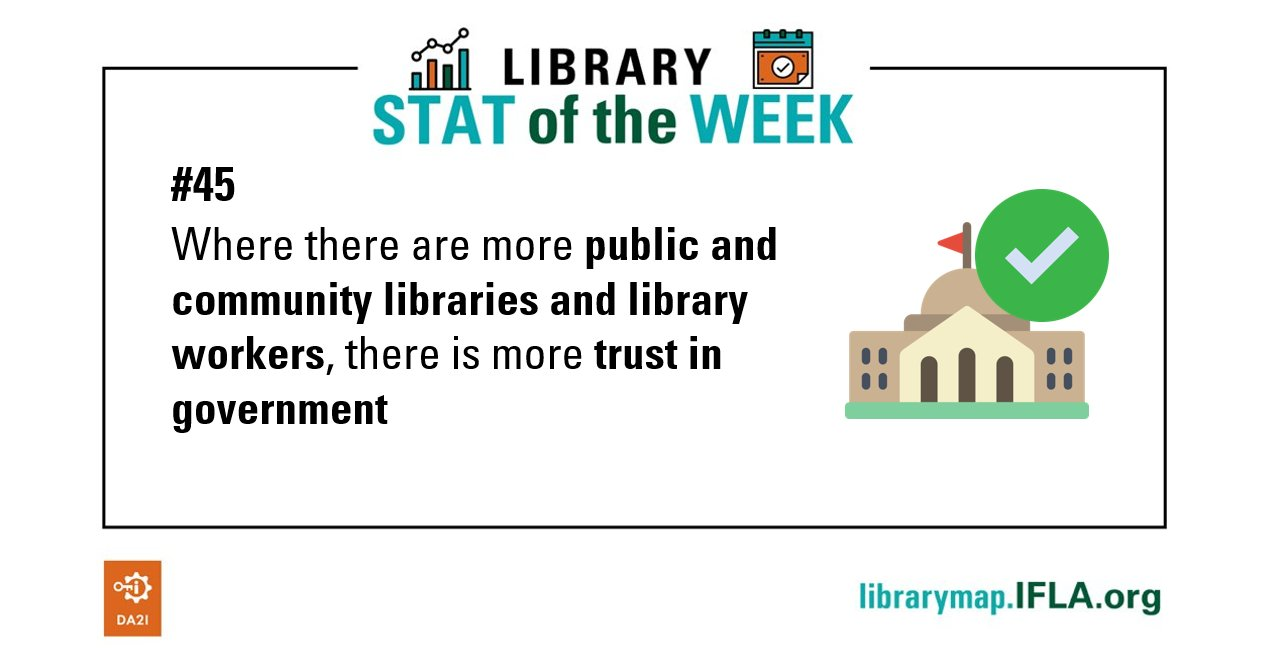 LIBRARY
STAT of the WEEK
#45
Where there are more public and
community libraries and library
workers, there is more trust in
government
i
DA2I
librarymap.IFLA.org